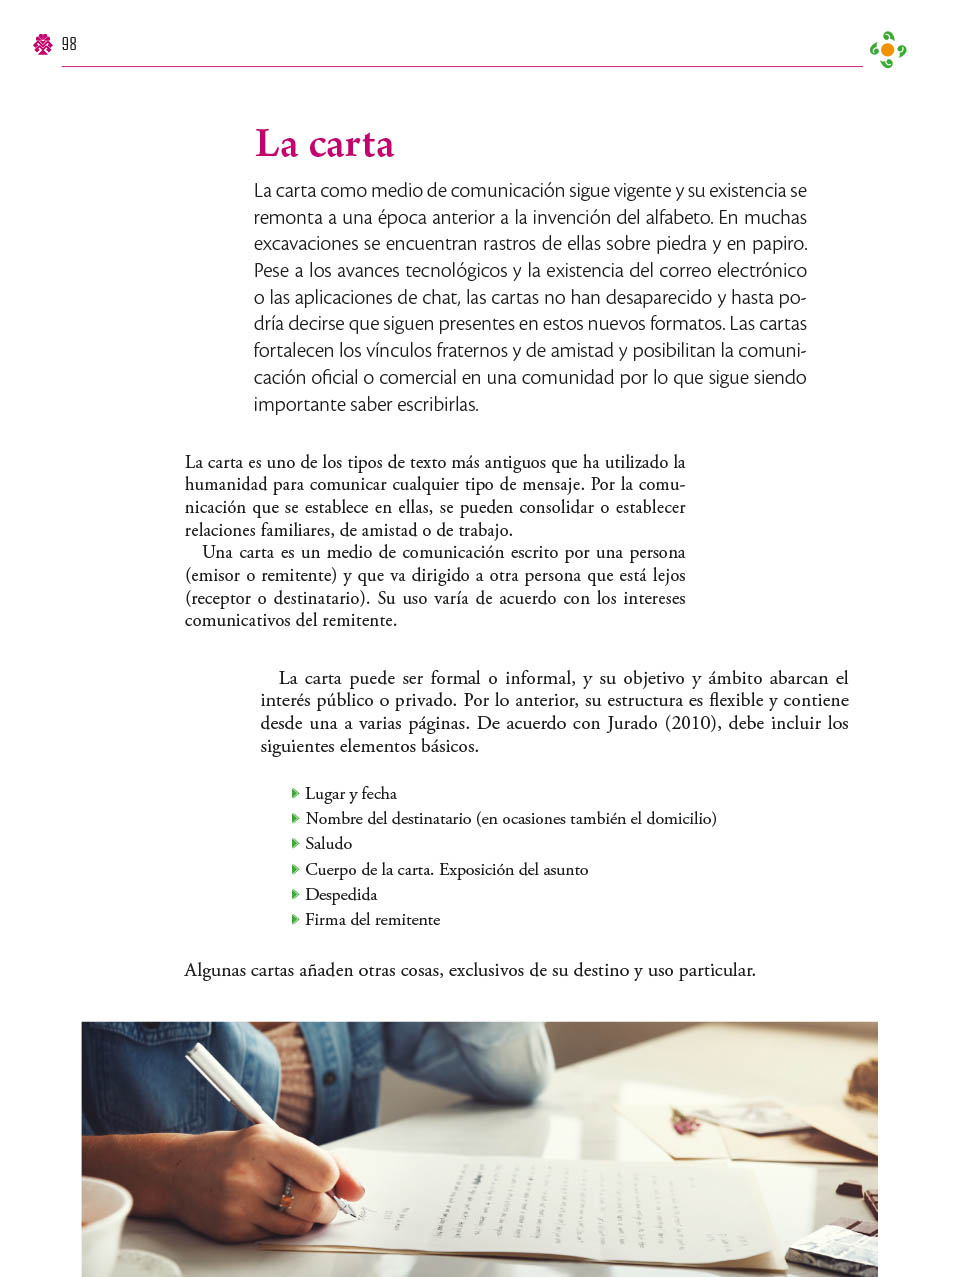 98
La carta
La carta como medio de comunicación sigue vigente y su existencia se
remonta a una época anterior a la invención del alfabeto. En muchas
excavaciones se encuentran rastros de ellas sobre piedra y en papiro.
Pese a los avances tecnológicos y la existencia del correo electrónico
o las aplicaciones de chat, las cartas no han desaparecido y hasta po-
dría decirse que siguen presentes en estos nuevos formatos. Las cartas
fortalecen los vínculos fraternos y de amistad y posibilitan la comuni-
cación oficial o comercial en una comunidad por lo que sigue siendo
importante saber escribirlas.
La carta es uno de los tipos de texto más antiguos que ha utilizado la
humanidad para comunicar cualquier tipo de mensaje. Por la comu-
nicación que se establece en ellas, se pueden consolidar o establecer
relaciones familiares, de amistad o de trabajo.
Una carta es un medio de comunicación escrito por una persona
(emisor o remitente) y que va dirigido a otra persona que está lejos
(receptor o destinatario). Su uso varía de acuerdo con los intereses
comunicativos del remitente.
La carta puede ser formal o informal, y su objetivo y ámbito abarcan el
interés público o privado. Por lo anterior, su estructura es flexible y contiene
desde una a varias páginas. De acuerdo con Jurado (2010), debe incluir los
siguientes elementos básicos.
Lugar y fecha
Nombre del destinatario (en ocasiones también el domicilio)
Saludo
Cuerpo de la carta. Exposición del asunto
Despedida
Firma del remitente
Algunas cartas añaden otras cosas, exclusivos de su destino y uso particular.